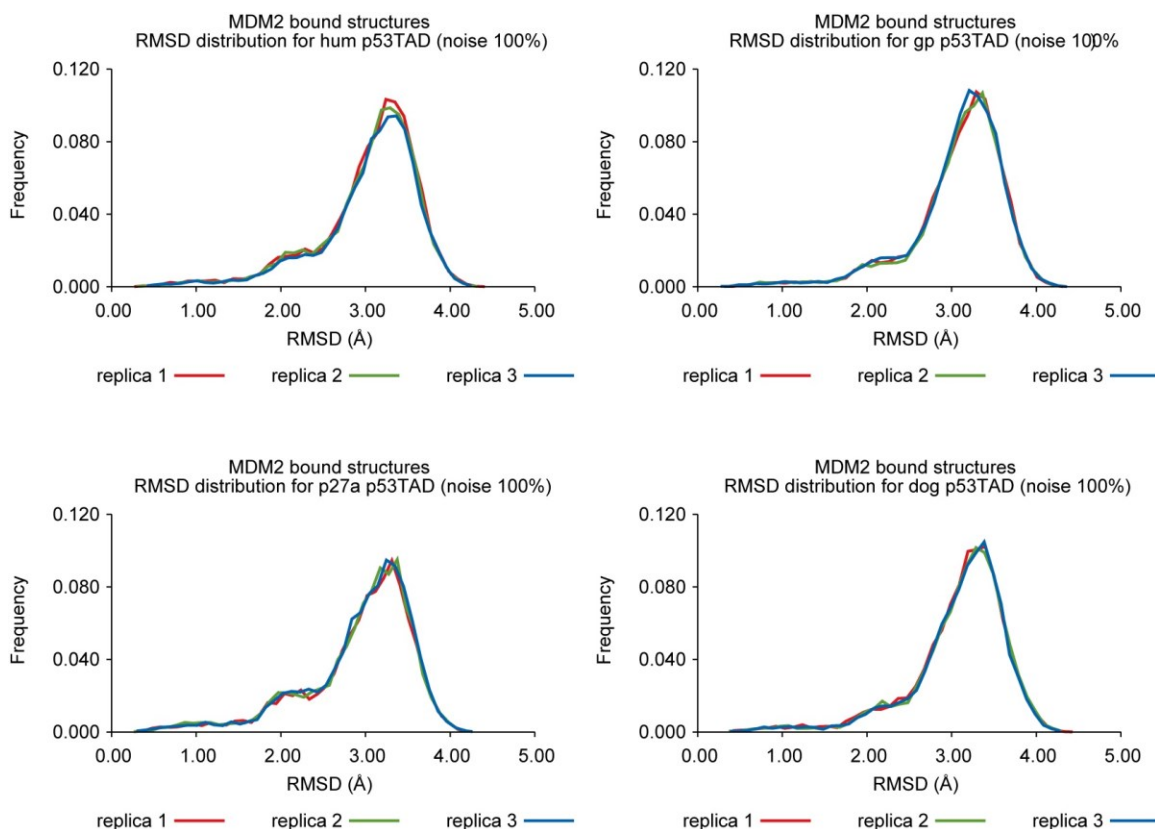 MDM2 bound structures
RMSD distribution for hum p53TAD (noise 100%)
0.120
0.080
0.040
0.000
Frequency
0.00 1.00 2.00 3.00 4.00 5.00
RMSD (Å)
replica 1 replica 2 replica 3
MDM2 bound structures
RMSD distribution for gp p53TAD (noise 100%
0.120
0.080
0.040
0.000
Frequency
0.00 1.00 2.00 3.00 4.00 5.00
RMSD (Å)
replica 1 replica 2 replica 3
MDM2 bound structures
RMSD distribution for p27a p53TAD (noise 100%)
0.120
0.080
0.040
0.000
Frequency
0.00 1.00 2.00 3.00 4.00 5.00
RMSD (Å)
replica 1 replica 2 replica 3
MDM2 bound structures
RMSD distribution for dog p53TAD (noise 100%)
0.120
0.080
0.040
0.000
Frequency
0.00 1.00 2.00 3.00 4.00 5.00
RMSD (Å)
replica 1 replica 2 replica 3